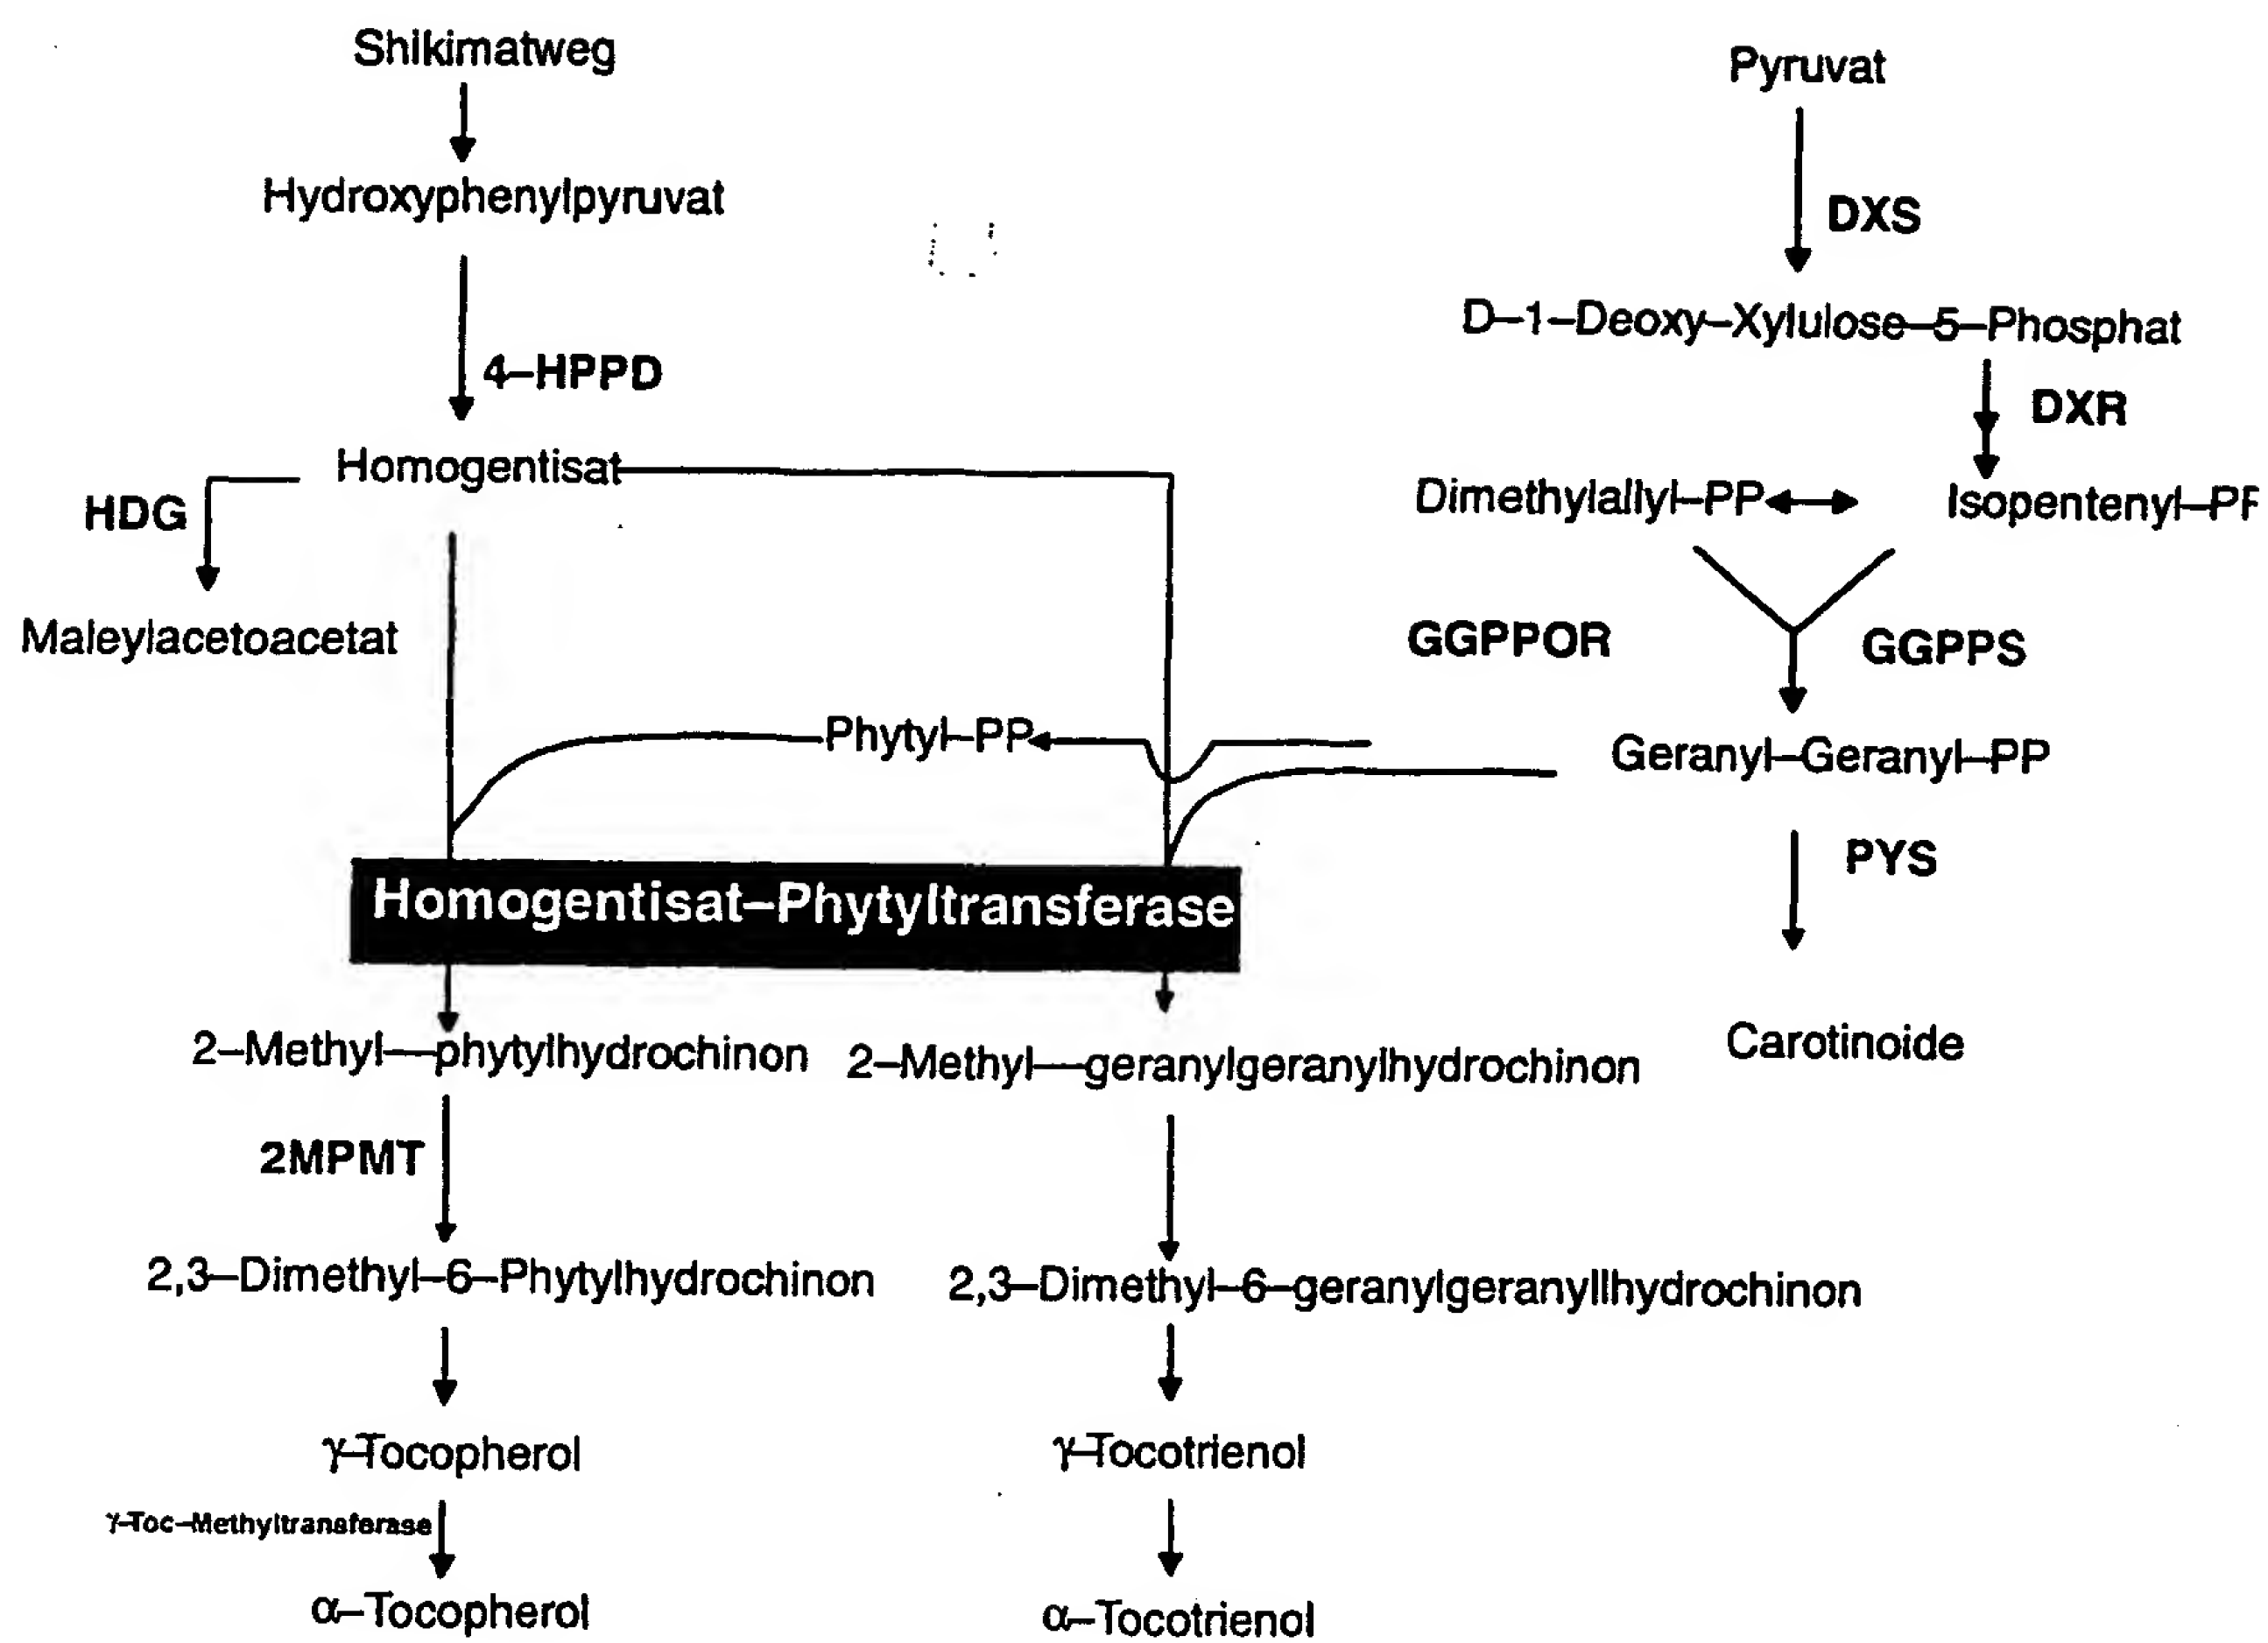 Shikimatweg
Pyruvat
Hydroxyphenylpyruvat
DXS
D-1-Deoxy-Xylulose-5-Phosphat
4-HPPD
DXR
Homogentisat
HDG
Dimethylallyl-PP
Isopentenyl-PP
Maleylacetoacetat
GGPPOR
GGPPS
Phytyl-PP
Geranyl-Geranyl-PP
PYS
Homogentisat-Phytyltransferase
2-Methyl-phytylhydrochinon
2-Methyl-geranylgeranylhydrochinon
Carotinoide
2MPMT
2,3-Dimethyl-6-Phytylhydrochinon
2,3-Dimethyl-6-geranylgeranyllhydrochinon
γ-Tocopherol
γ-Tocotrienol
γ-Toc-Methyltransferase
α-Tocopherol
α-Tocotrienol